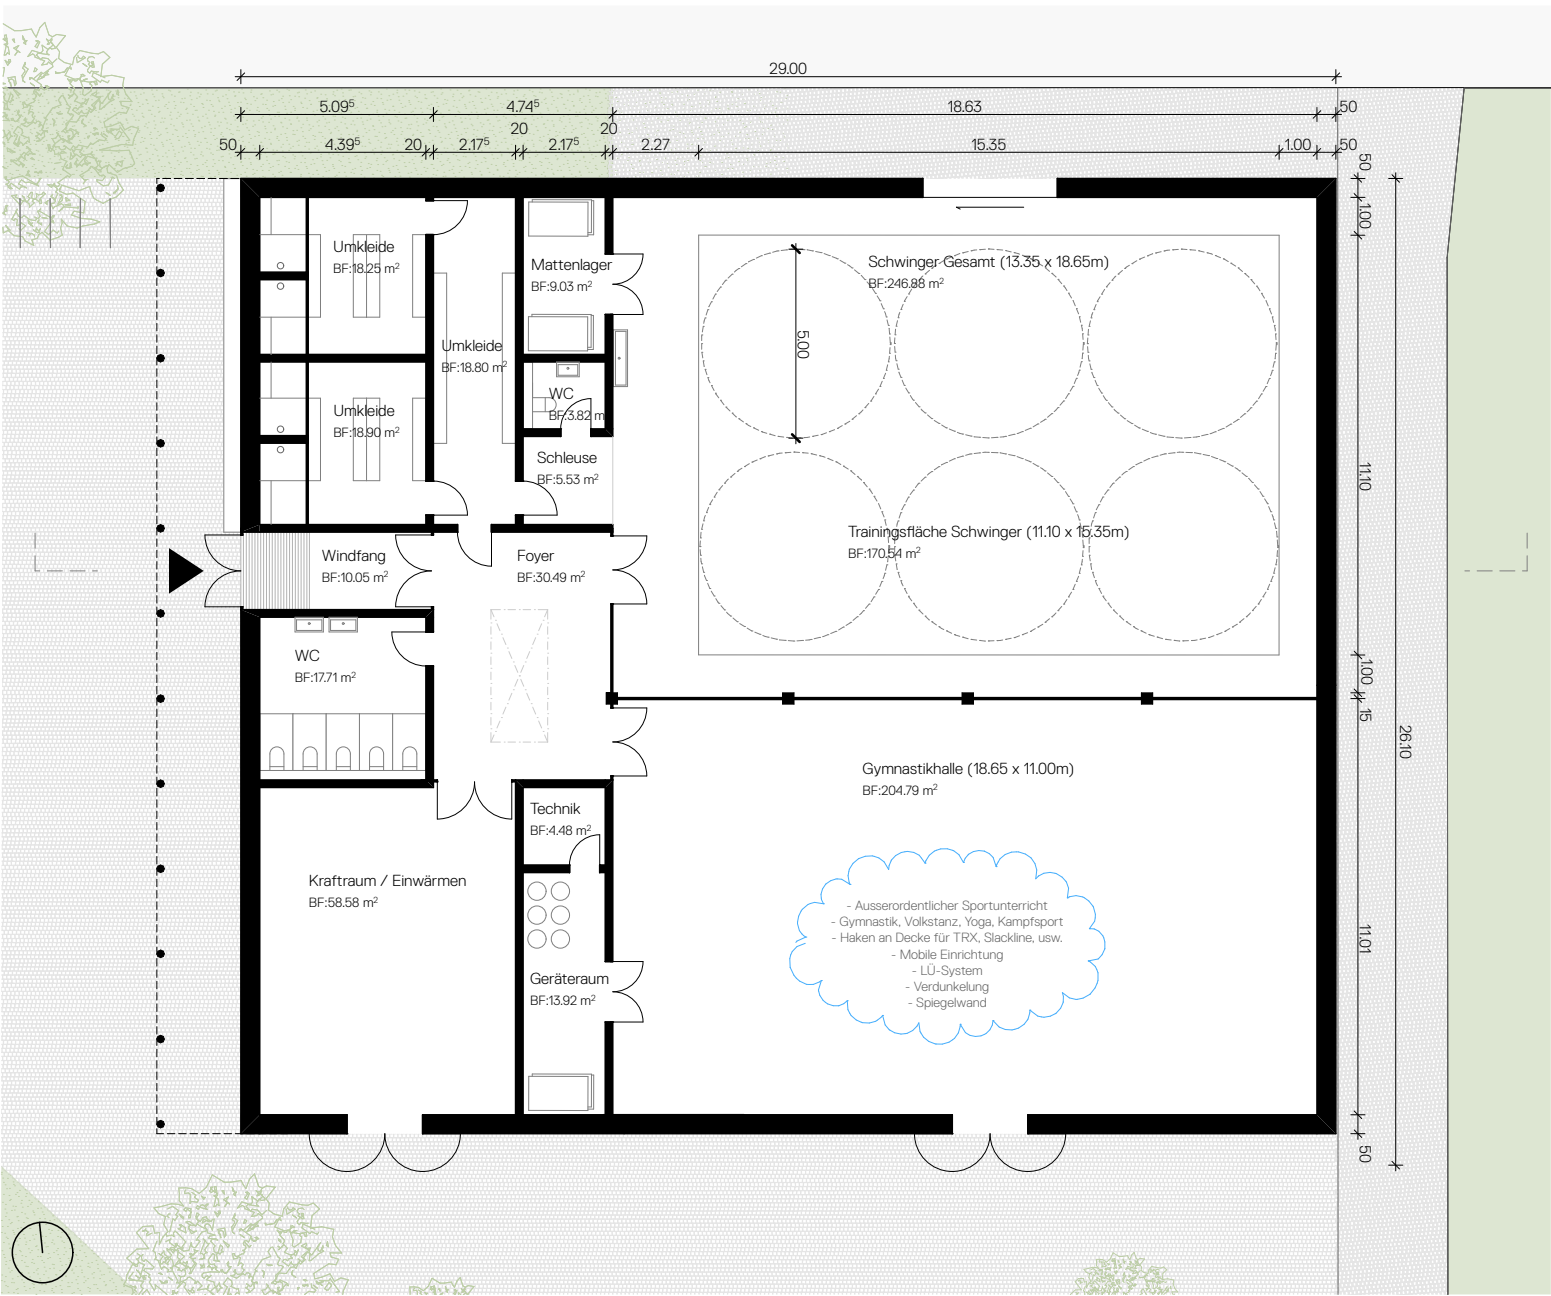 29.00
5.09⁵
4.74⁵
18.63
50
20
20
50
4.39⁵
20
2.17⁵
2.17⁵
2.27
15.35
1.00
50
50
1.00
11.10
1.00
15
26.10
11.01
50
Umkleide
BF:18.25 m²
Mattenlager
BF:9.03 m²
Schwinger Gesamt (13.35 x 18.65m)
BF:246.88 m²
5.00
Umkleide
BF:18.80 m²
Umkleide
BF:18.90 m²
WC
BF:3.82 m
Schleuse
BF:5.53 m²
Trainingsfläche Schwinger (11.10 x 15.35m)
BF:170.54 m²
Windfang
BF:10.05 m²
Foyer
BF:30.49 m²
WC
BF:17.71 m²
Gymnastikhalle (18.65 x 11.00m)
BF:204.79 m²
Technik
BF:4.48 m²
Kraftraum / Einwärmen
BF:58.58 m²
- Ausserordentlicher Sportunterricht
- Gymnastik, Volkstanz, Yoga, Kampfsport
- Haken an Decke für TRX, Slackline, usw.
- Mobile Einrichtung
- LÜ-System
- Verdunkelung
- Spiegelwand
Geräteraum
BF:13.92 m²